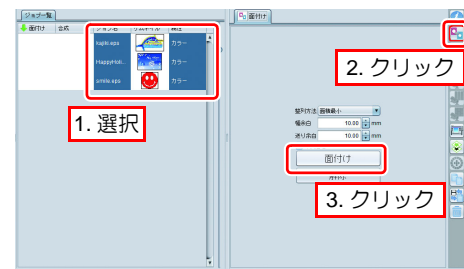 ジョブ一覧
面付け
合成
ジョブ名
サムネイル
属性
kajiki.eps
カラー
HappyHoli...
カラー
smile.eps
カラー
1. 選択
面付け
2. クリック
整列方法 面積最小
幅余白 10.00 mm
送り余白 10.00 mm
面付け
3. クリック